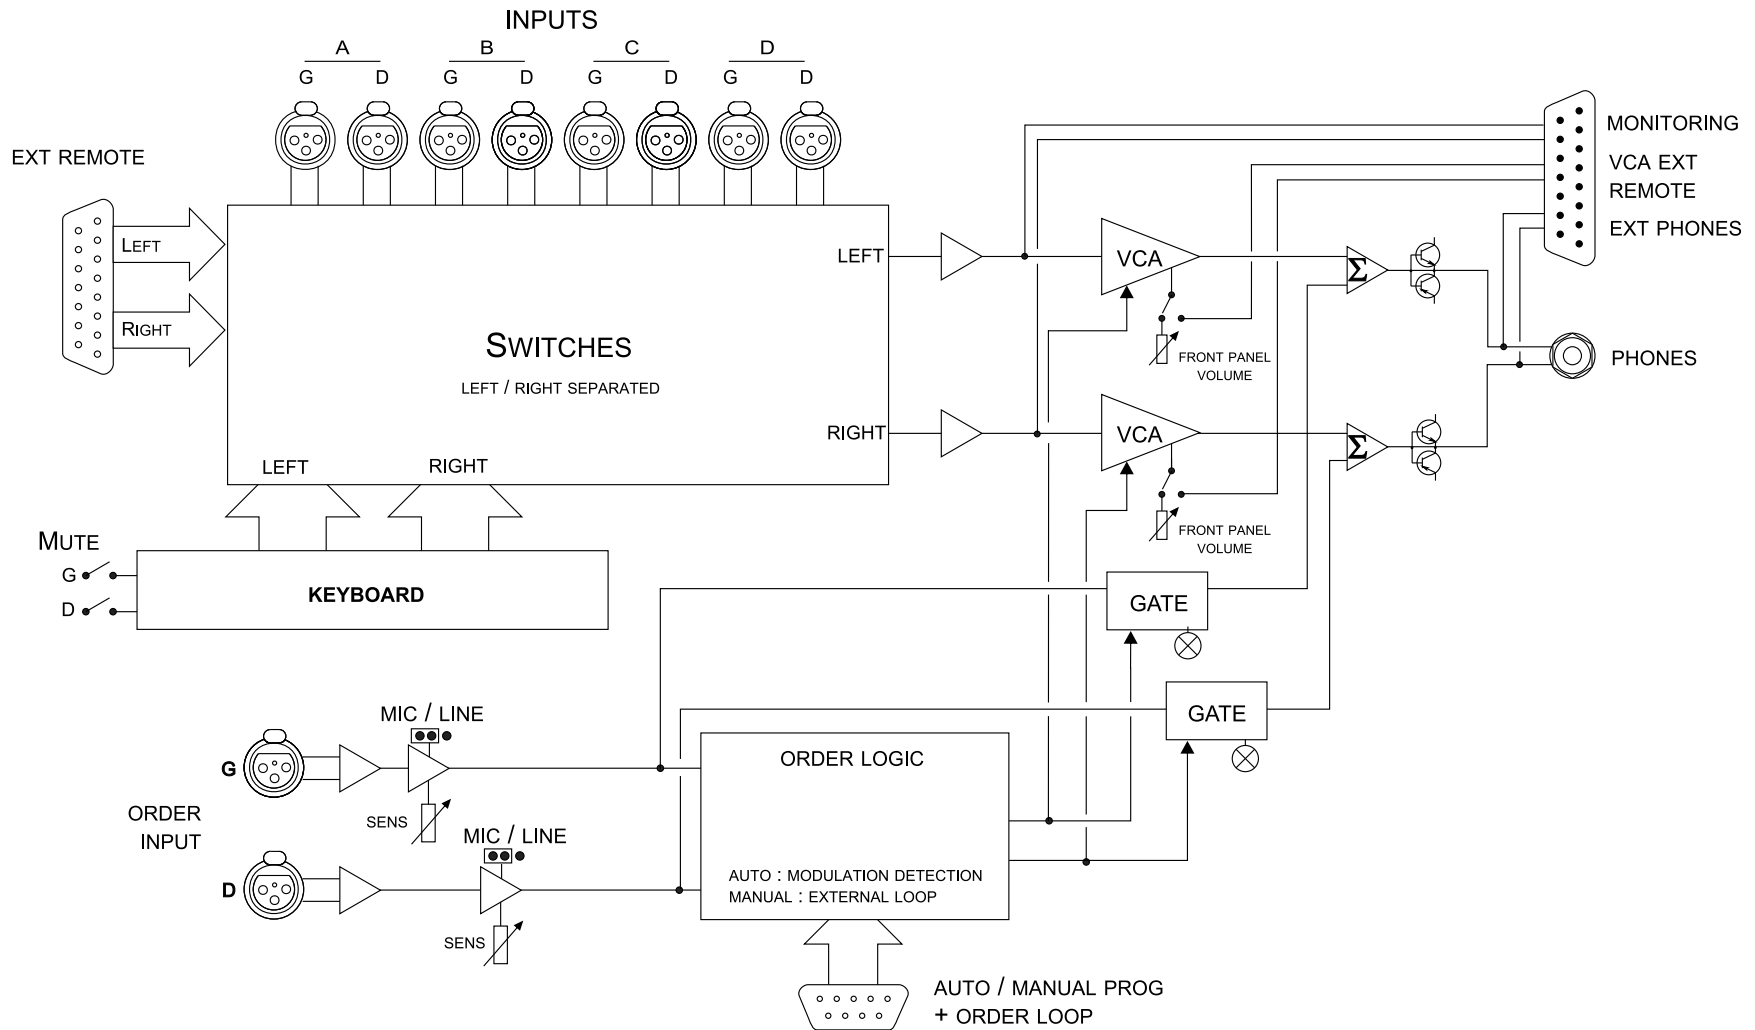 INPUTS
A B C D
G D G D G D G D
EXT REMOTE
LEFT
RIGHT
SWITCHES
LEFT / RIGHT SEPARATED
LEFT
RIGHT
LEFT RIGHT
MONITORING
VCA EXT
REMOTE
EXT PHONES
VCA
Σ
FRONT PANEL
VOLUME
PHONES
VCA
Σ
FRONT PANEL
VOLUME
MUTE
G
D
KEYBOARD
GATE
GATE
MIC / LINE
G
SENS
ORDER
INPUT
MIC / LINE
D
SENS
ORDER LOGIC
AUTO : MODULATION DETECTION
MANUAL : EXTERNAL LOOP
AUTO / MANUAL PROG
+ ORDER LOOP